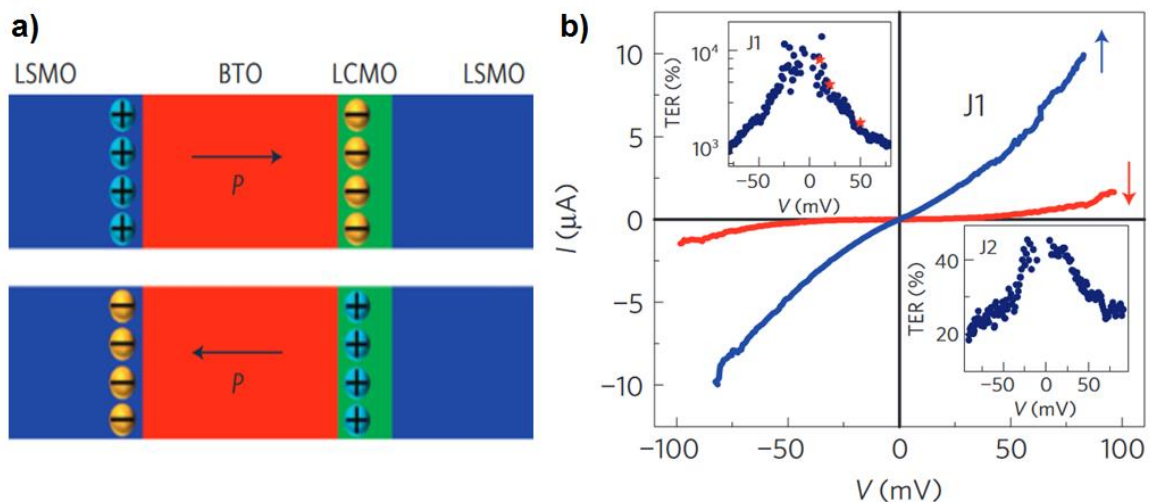 a)
LSMO BTO LCMO LSMO
+ − 
+ −
+ −
+ −
P
− +
− +
− +
− +
P
b)
10
5
0
−5
−10
I (μA)
−100 −50 0 50 100
V (mV)
J1
J1
10⁴
10³
TER (%)
−50 0 50
V (mV)
J2
40
20
TER (%)
−50 0 50
V (mV)